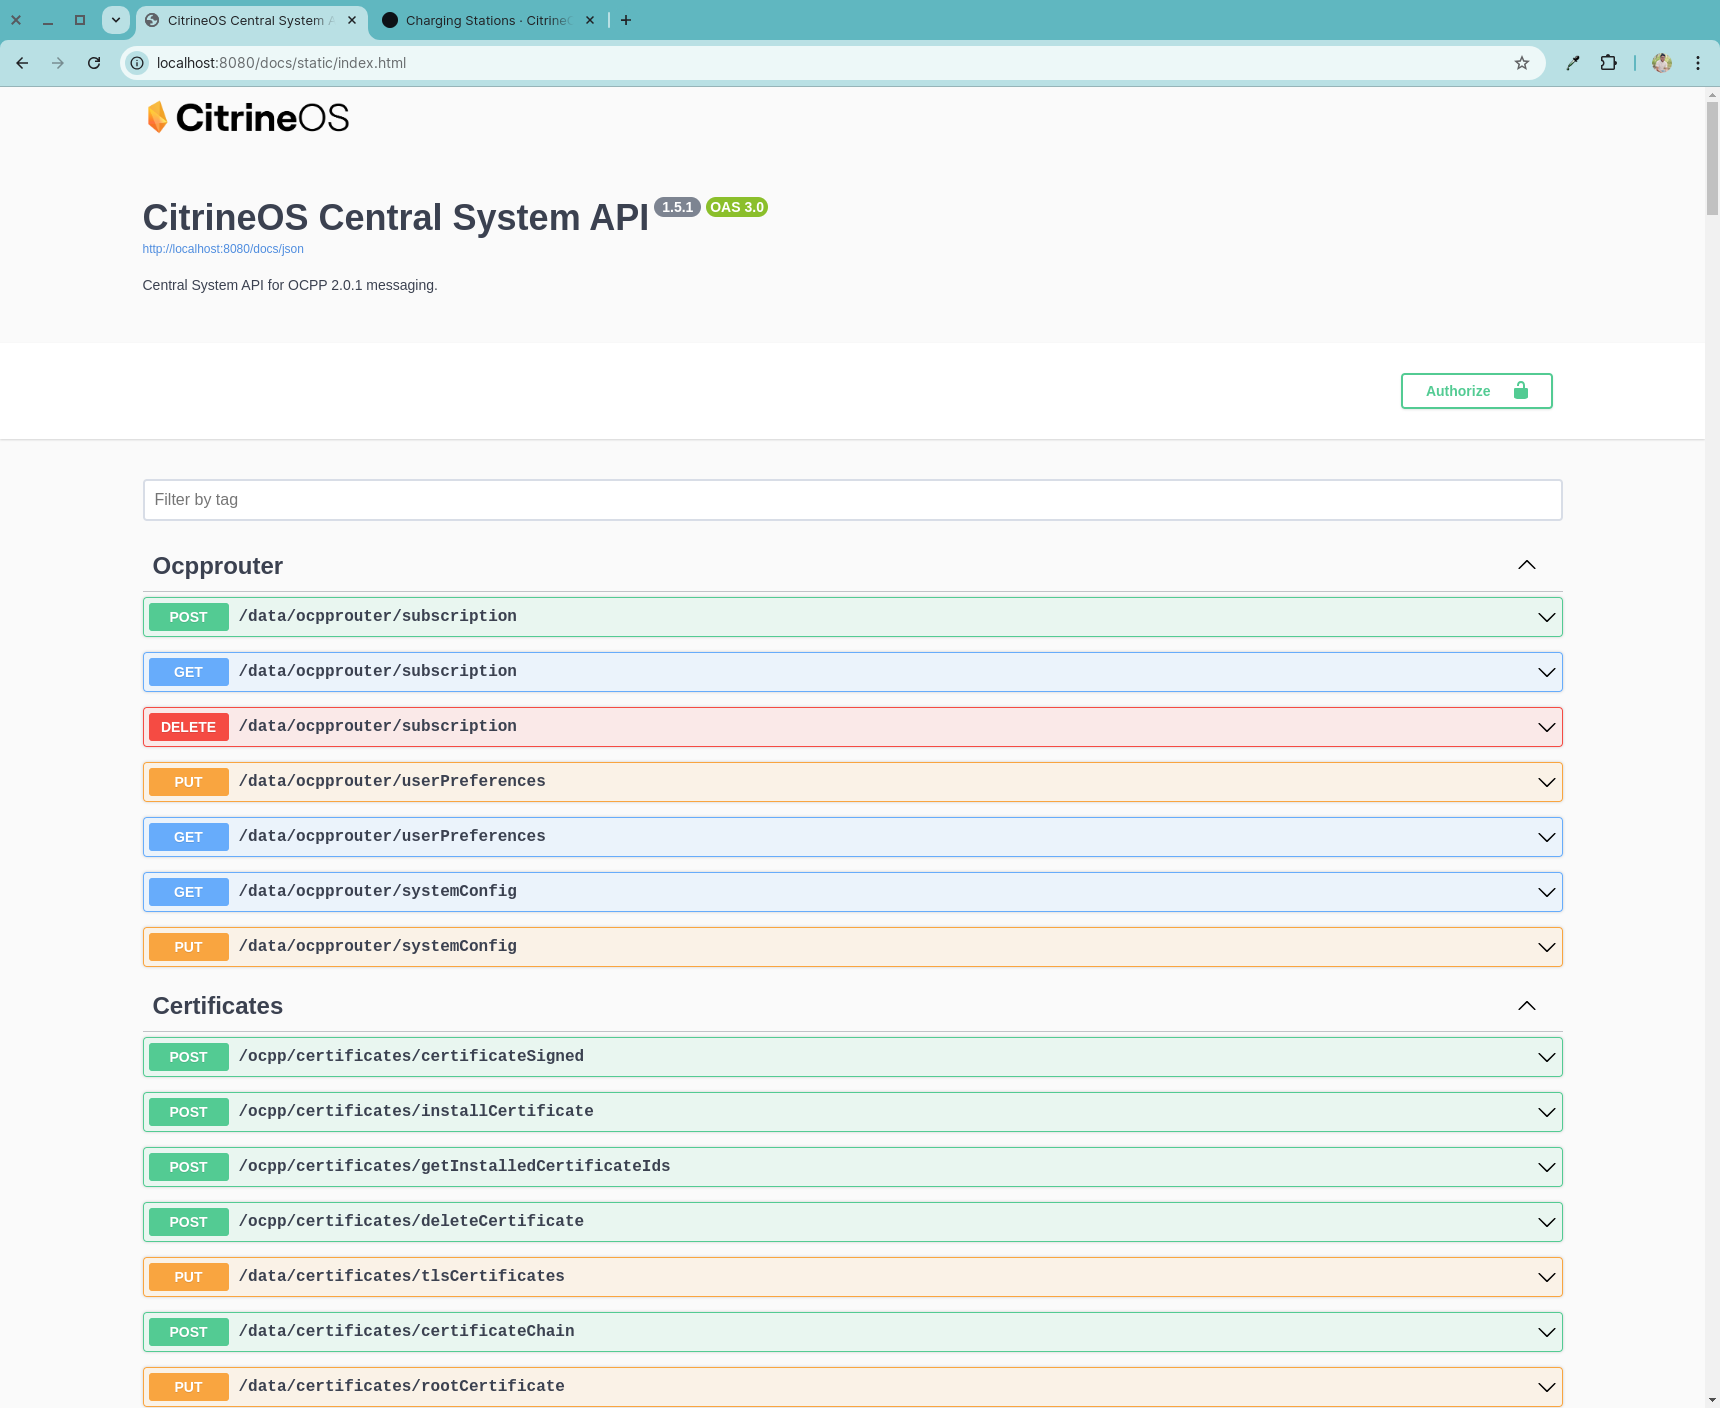 CitrineOS Central System A
Charging Stations · CitrineO
localhost:8080/docs/static/index.html
CitrineOS
CitrineOS Central System API 1.5.1 OAS 3.0
http://localhost:8080/docs/json
Central System API for OCPP 2.0.1 messaging.
Authorize
Filter by tag
Ocpprouter
POST /data/ocpprouter/subscription
GET /data/ocpprouter/subscription
DELETE /data/ocpprouter/subscription
PUT /data/ocpprouter/userPreferences
GET /data/ocpprouter/userPreferences
GET /data/ocpprouter/systemConfig
PUT /data/ocpprouter/systemConfig
Certificates
POST /ocpp/certificates/certificateSigned
POST /ocpp/certificates/installCertificate
POST /ocpp/certificates/getInstalledCertificateIds
POST /ocpp/certificates/deleteCertificate
PUT /data/certificates/tlsCertificates
POST /data/certificates/certificateChain
PUT /data/certificates/rootCertificate